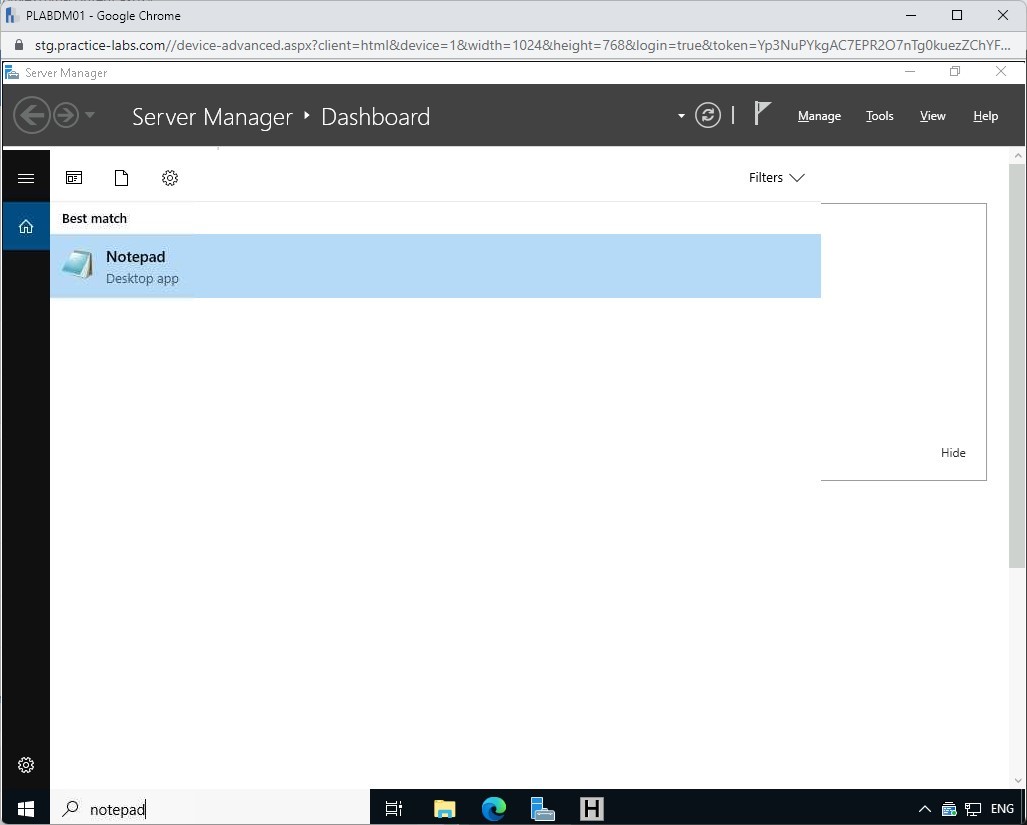 PLABDM01 - Google Chrome
stg.practice-labs.com//device-advanced.aspx?client=html&device=1&width=1024&height=768&login=true&token=Yp3NuPYkgAC7EPR2O7nTg0kuezZChYF...
Server Manager
Server Manager ‣ Dashboard
Manage Tools View Help
Filters
Best match
Notepad
Desktop app
Hide
notepad
H
ENG